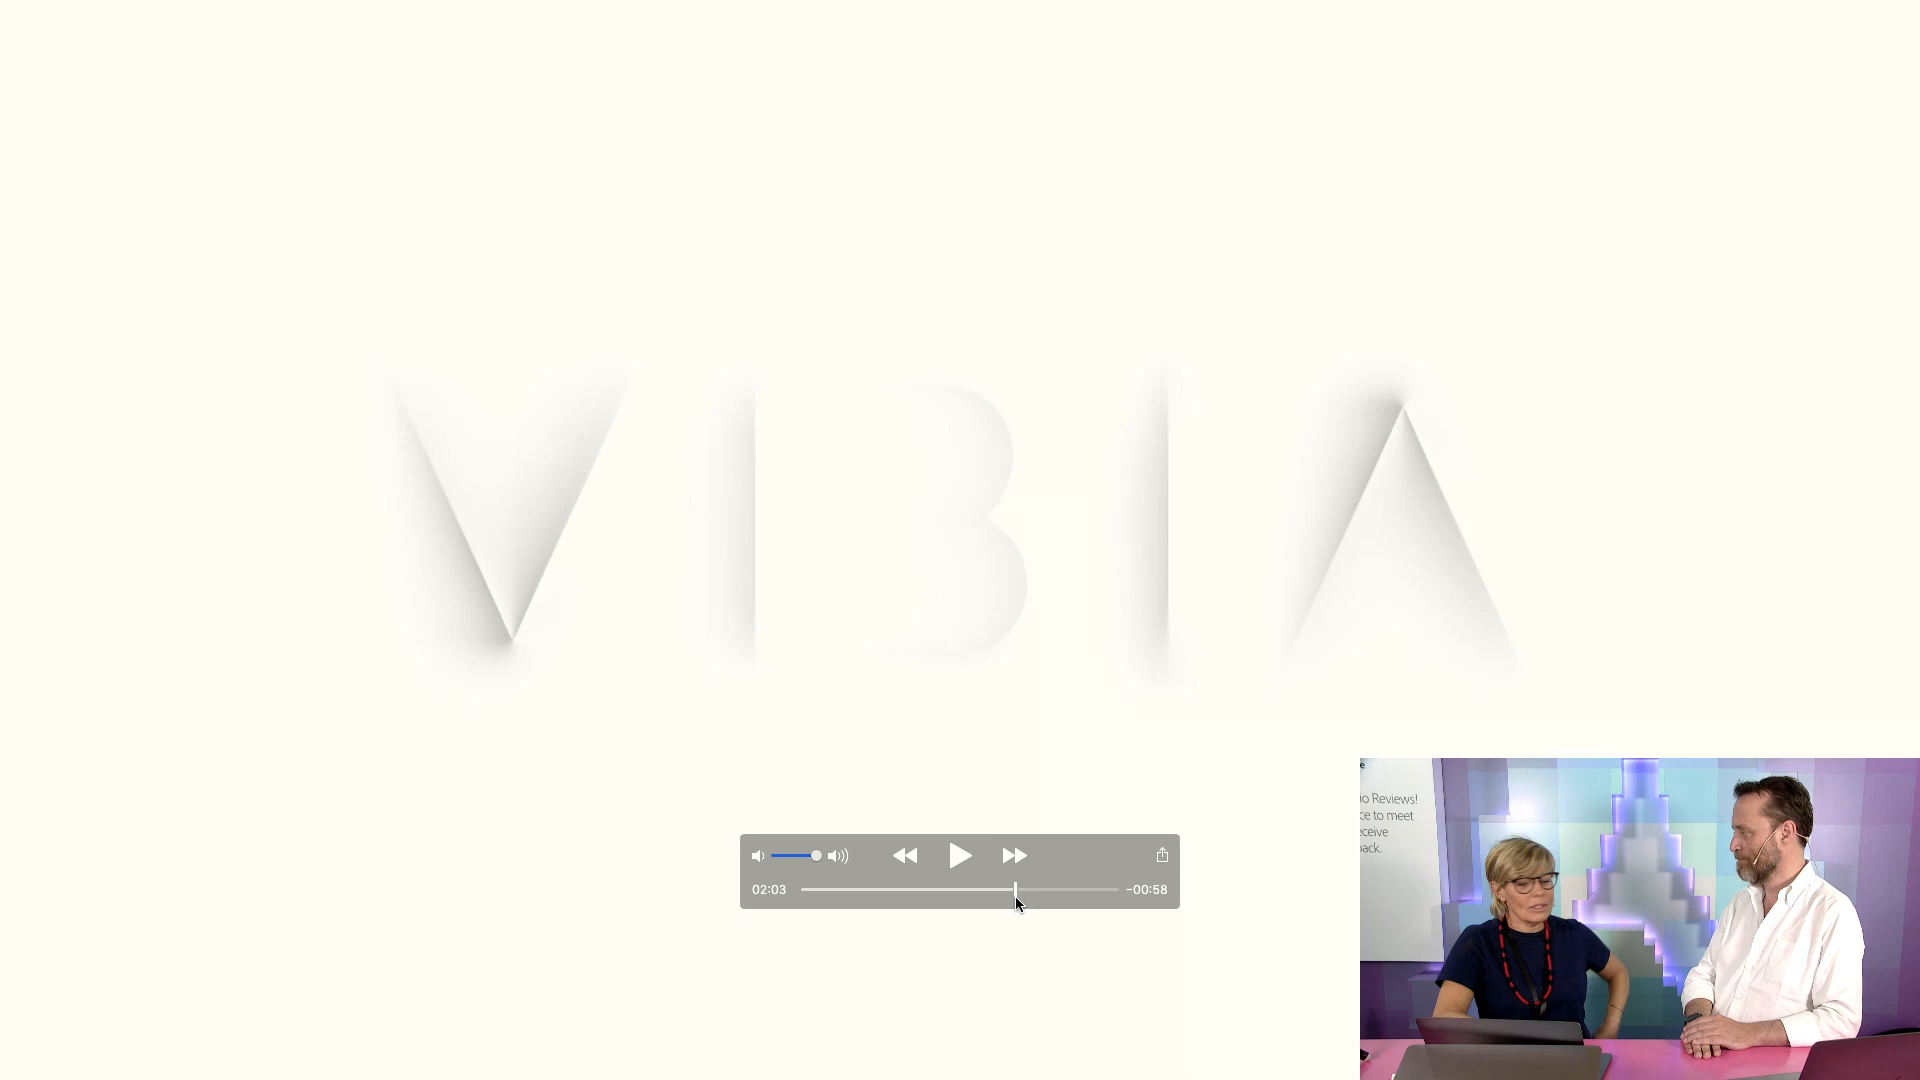 VIBIA
02:03
-00:58
e
io Reviews!
ce to meet
eceive
back.